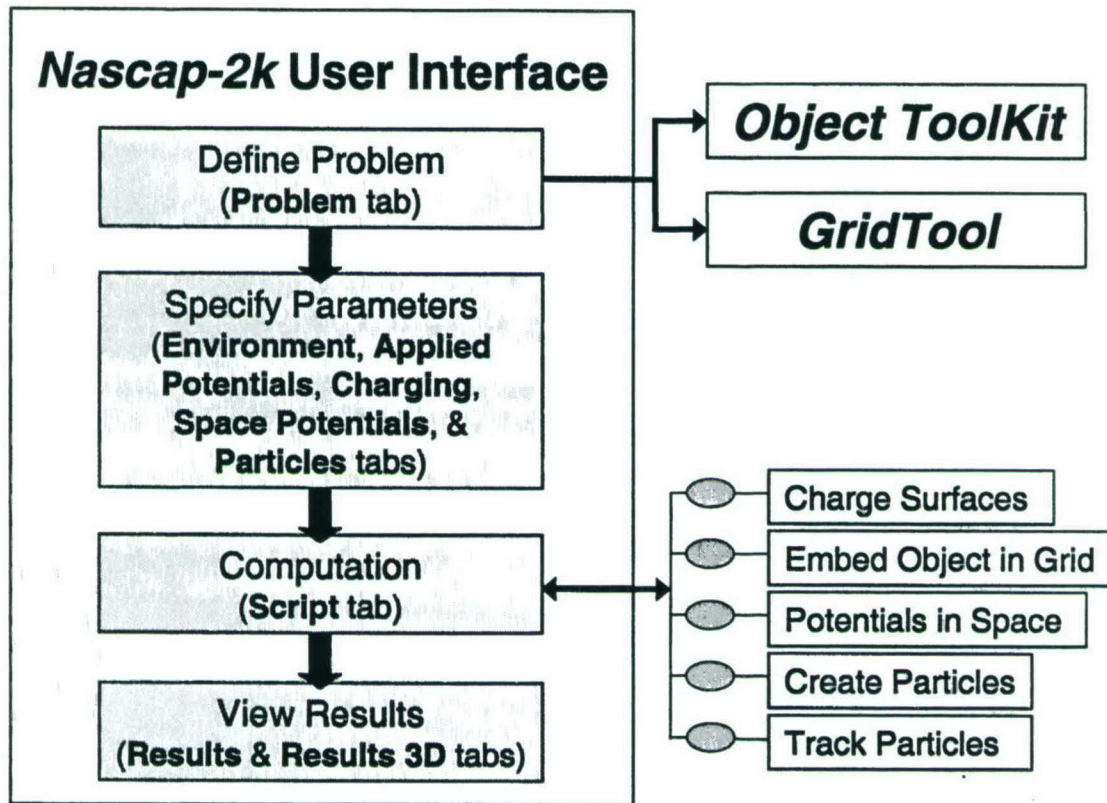 Nascap-2k User Interface
Define Problem
(Problem tab)
Specify Parameters
(Environment, Applied
Potentials, Charging,
Space Potentials, &
Particles tabs)
Computation
(Script tab)
View Results
(Results & Results 3D tabs)
Object ToolKit
GridTool
Charge Surfaces
Embed Object in Grid
Potentials in Space
Create Particles
Track Particles